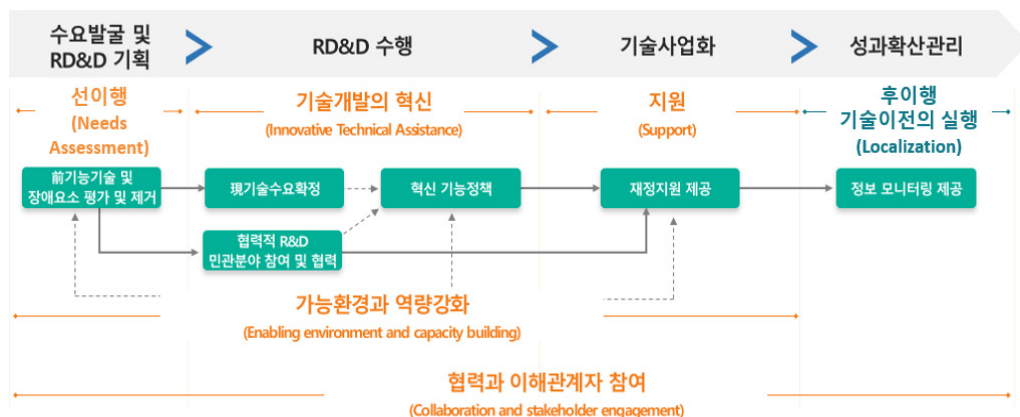 수요발굴 및
RD&D 기획
RD&D 수행
기술사업화
성과확산관리
선이행
(Needs
Assessment)
기술개발의 혁신
(Innovative Technical Assistance)
지원
(Support)
후이행
기술이전의 실행
(Localization)
前기능기술 및
장애요소 평가 및 제거
現기술수요확정
혁신 기능정책
재정지원 제공
정보 모니터링 제공
협력적 R&D
민관분야 참여 및 협력
가능환경과 역량강화
(Enabling environment and capacity building)
협력과 이해관계자 참여
(Collaboration and stakeholder engagement)